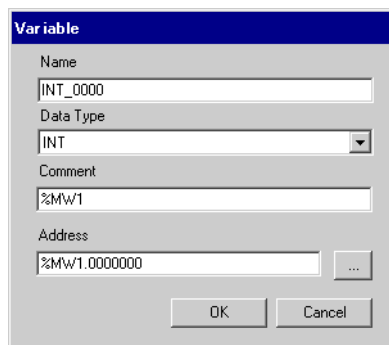 Variable
Name
INT_0000
Data Type
INT
Comment
%MW1
Address
%MW1.0000000
...
OK Cancel